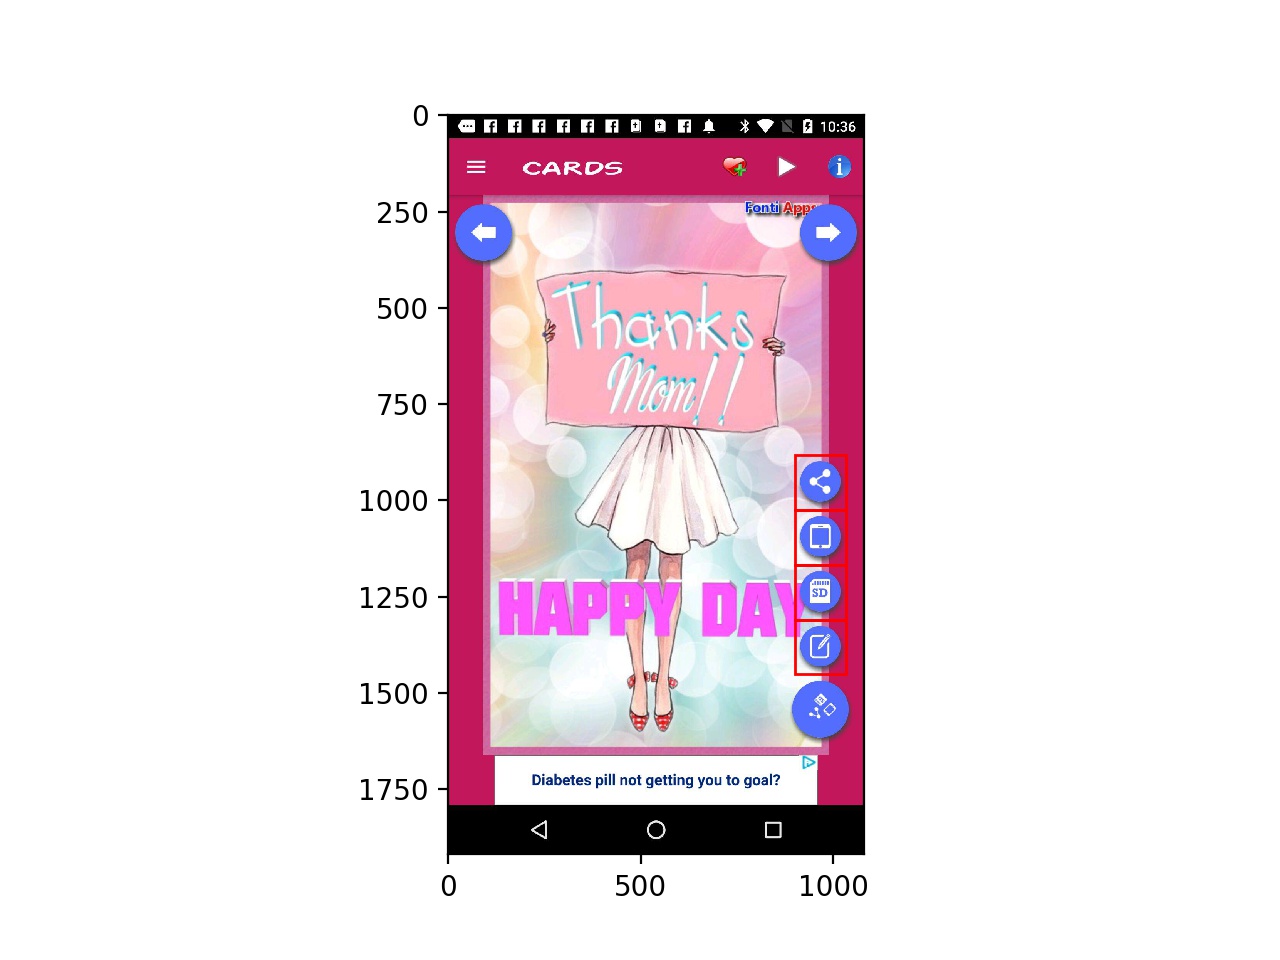 0
250
500
750
1000
1250
1500
1750
10:36
CARDS
Fonti Apps
Thanks
Mom!!
SD
HAPPY DAY
Diabetes pill not getting you to goal?
0 500 1000